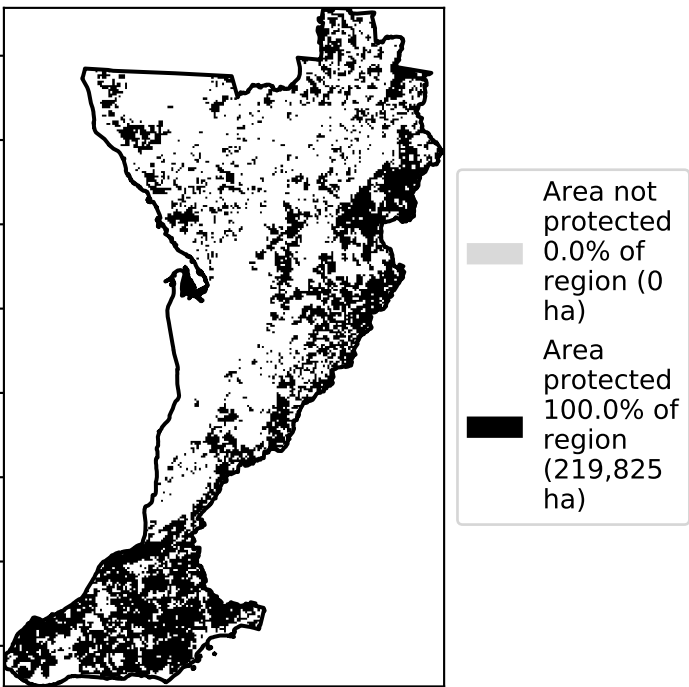 Area not
protected
0.0% of
region (0
ha)
Area
protected
100.0% of
region
(219,825
ha)